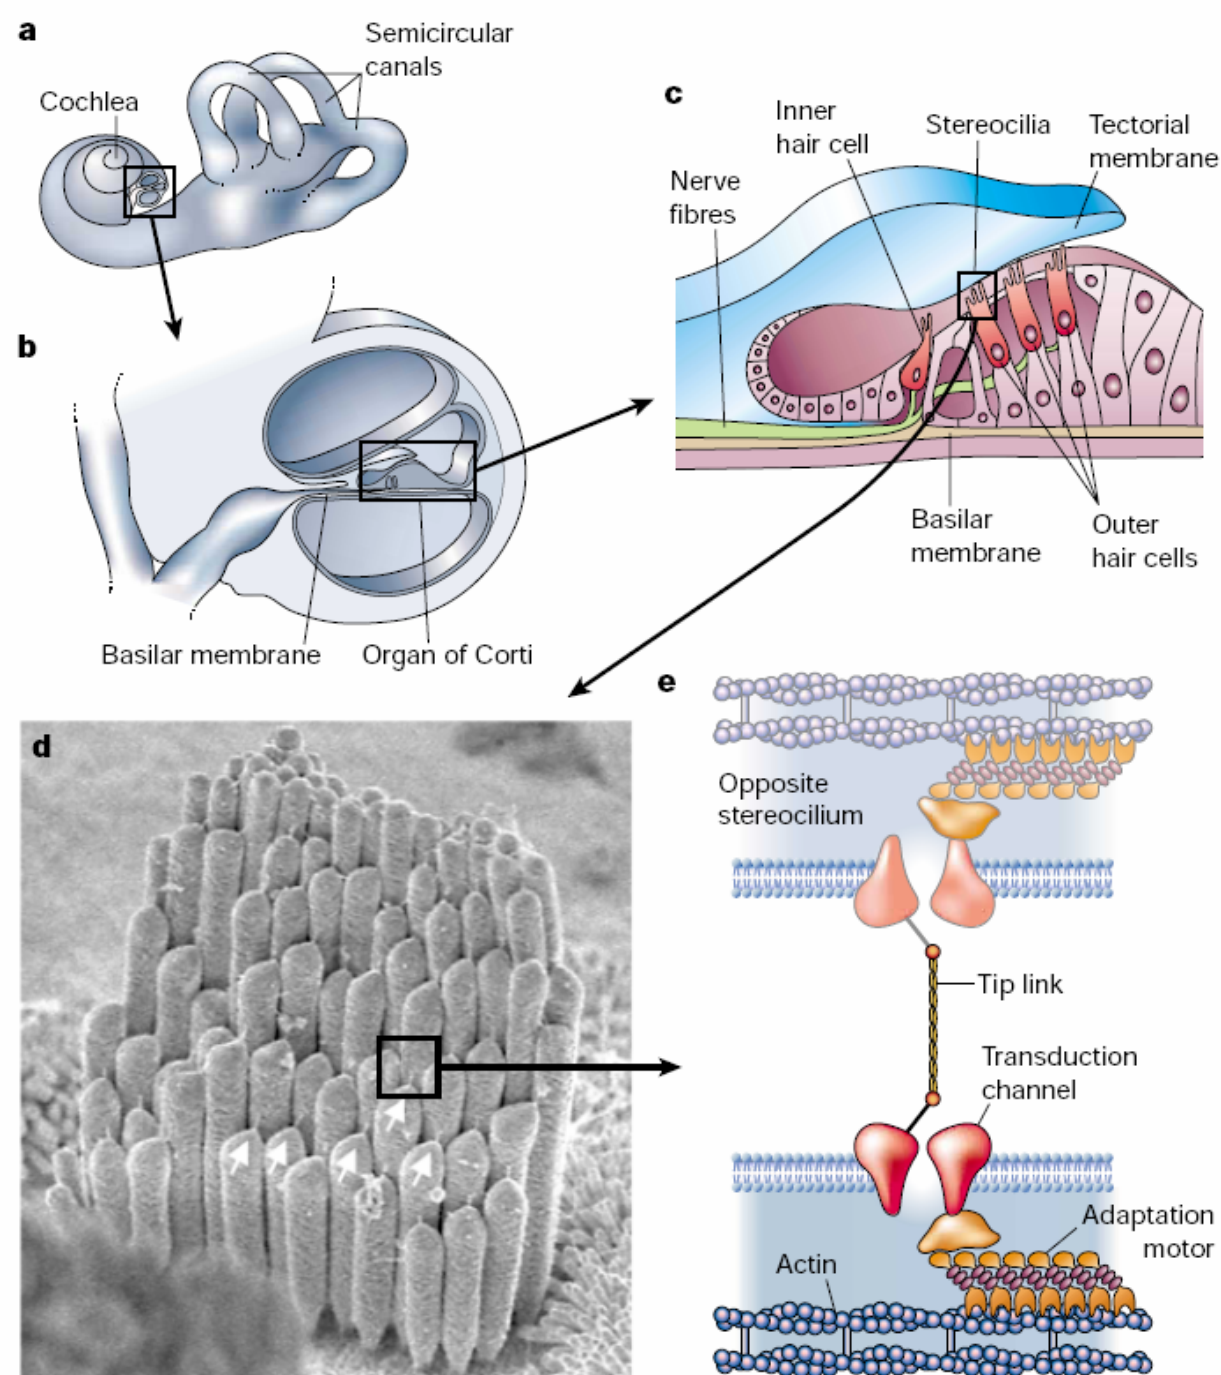 a
Semicircular
canals
Cochlea
b
Basilar membrane
Organ of Corti
c
Inner
hair cell
Stereocilia
Tectorial
membrane
Nerve
fibres
Basilar
membrane
Outer
hair cells
d
e
Opposite
stereocilium
Tip link
Transduction
channel
Adaptation
motor
Actin